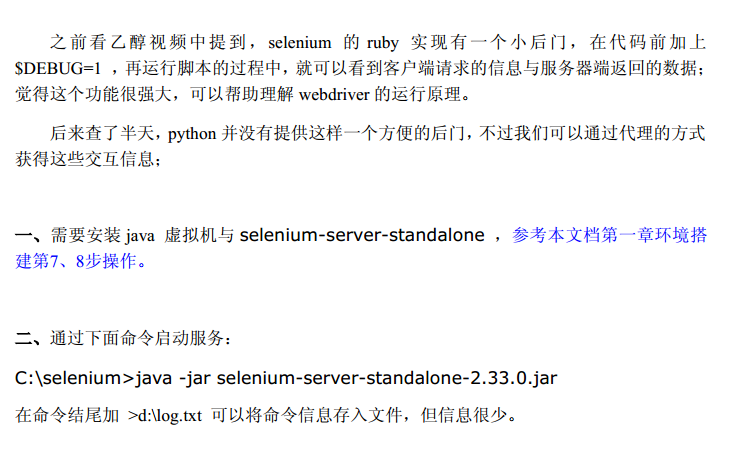 之前看乙醇视频中提到，selenium 的 ruby 实现有一个小后门，在代码前加上
$DEBUG=1 ，再运行脚本的过程中，就可以看到客户端请求的信息与服务器端返回的数据；
觉得这个功能很强大，可以帮助理解 webdriver 的运行原理。
后来查了半天，python 并没有提供这样一个方便的后门，不过我们可以通过代理的方式
获得这些交互信息；
一、需要安装 java 虚拟机与 selenium-server-standalone ，参考本文档第一章环境搭
建第7、8步操作。
二、通过下面命令启动服务：
C:\selenium>java -jar selenium-server-standalone-2.33.0.jar
在命令结尾加 >d:\log.txt 可以将命令信息存入文件，但信息很少。